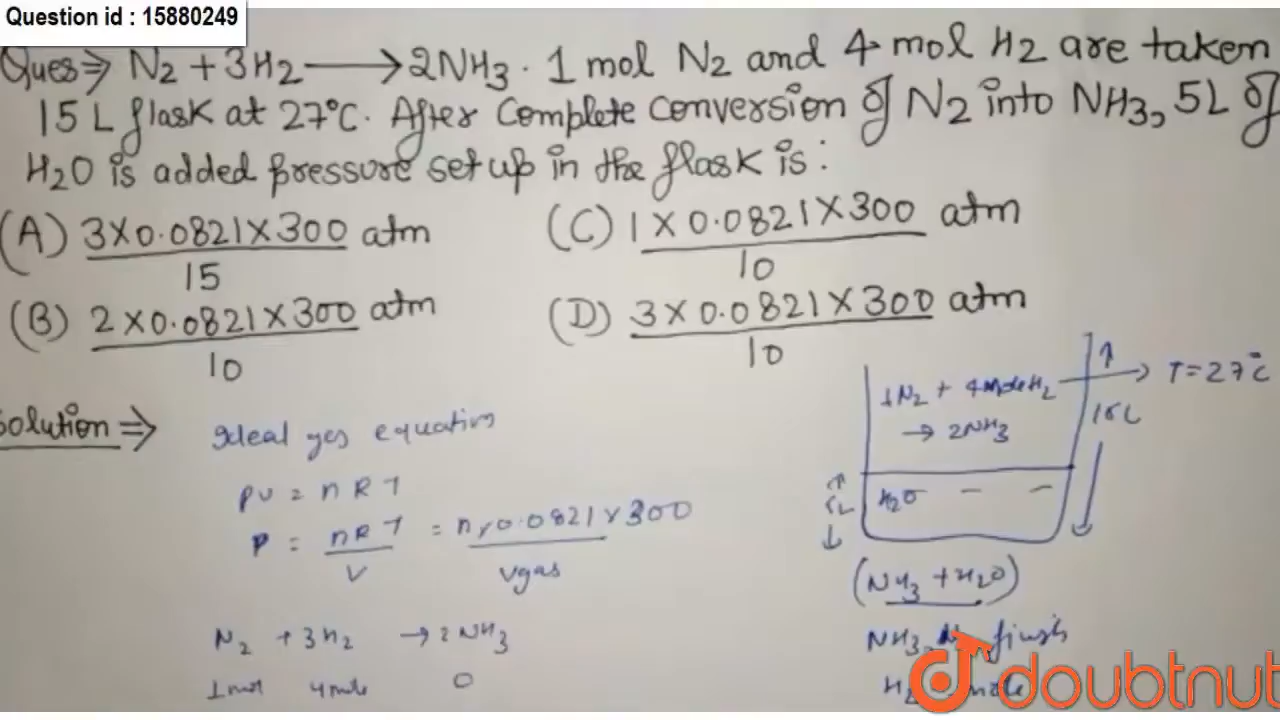 Question id : 15880249
Ques⇒ N2 + 3H2 → 2NH3. 1 mol N2 and 4 mol H2 are taken
15 L flask at 27°C. After complete conversion of N2 into NH3, 5L of
H2O is added pressure set up in the flask is :
(A) 3×0.0821×300 atm
15
(C) 1×0.0821×300 atm
10
(B) 2×0.0821×300 atm
10
(D) 3×0.0821×300 atm
10
Solution ⇒
Ideal ges equation
PV = nRT
P = nRT = n×0.0821×300
V Vgas
N2 + 3H2 → 2NH3
1mol 4mole 0
1N2 + 4moleH2 → T=27°C
→ 2NH3
15L
5L
H2O
(NH3 + H2O)
NH3
finish
doubtnut